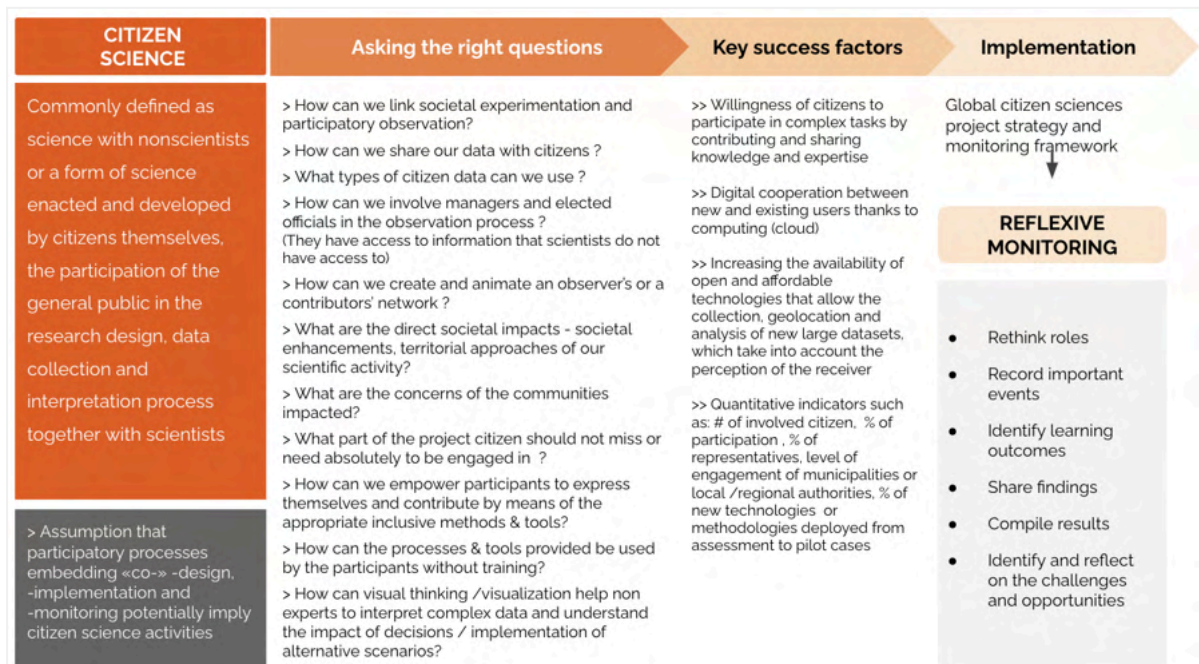 CITIZEN
SCIENCE
Commonly defined as
science with nonscientists
or a form of science
enacted and developed
by citizens themselves,
the participation of the
general public in the
research design, data
collection and
interpretation process
together with scientists
> Assumption that
participatory processes
embedding «co-» -design,
-implementation and
-monitoring potentially imply
citizen science activities
Asking the right questions
> How can we link societal experimentation and
participatory observation?
> How can we share our data with citizens ?
> What types of citizen data can we use ?
> How can we involve managers and elected
officials in the observation process ?
(They have access to information that scientists do not
have access to)
> How can we create and animate an observer's or a
contributors' network ?
> What are the direct societal impacts - societal
enhancements, territorial approaches of our
scientific activity?
> What are the concerns of the communities
impacted?
> What part of the project citizen should not miss or
need absolutely to be engaged in  ?
> How can we empower participants to express
themselves and contribute by means of the
appropriate inclusive methods & tools?
> How can the processes & tools provided be used
by the participants without training?
> How can visual thinking /visualization help non
experts to interpret complex data and understand
the impact of decisions / implementation of
alternative scenarios?
Key success factors
>> Willingness of citizens to
participate in complex tasks by
contributing and sharing
knowledge and expertise
>> Digital cooperation between
new and existing users thanks to
computing (cloud)
>> Increasing the availability of
open and affordable
technologies that allow the
collection, geolocation and
analysis of new large datasets,
which take into account the
perception of the receiver
>> Quantitative indicators such
as: # of involved citizen, % of
participation , % of
representatives, level of
engagement of municipalities or
local /regional authorities, % of
new technologies or
methodologies deployed from
assessment to pilot cases
Implementation
Global citizen sciences
project strategy and
monitoring framework
REFLEXIVE
MONITORING
● Rethink roles
● Record important
events
● Identify learning
outcomes
● Share findings
● Compile results
● Identify and reflect
on the challenges
and opportunities